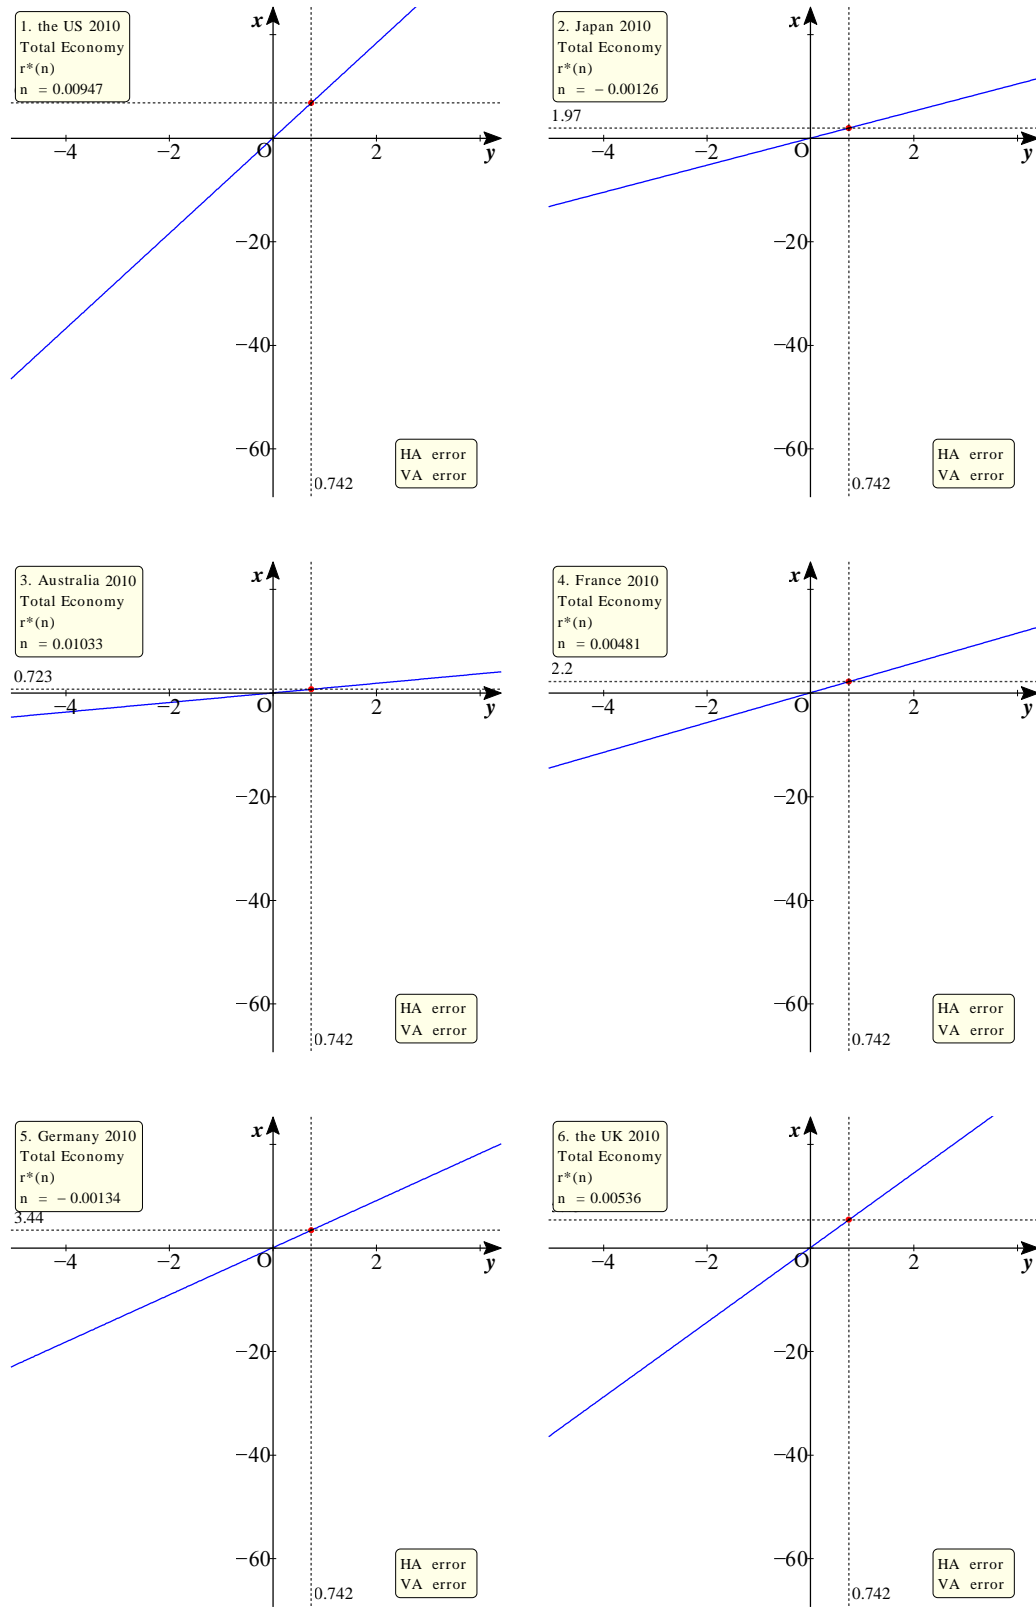 1. the US 2010
Total Economy
r*(n)
n = 0.00947
x
−4
−2
O
2
y
−20
−40
−60
HA error
VA error
0.742
2. Japan 2010
Total Economy
r*(n)
n = − 0.00126
1.97
x
−4
−2
O
2
y
−20
−40
−60
HA error
VA error
0.742
3. Australia 2010
Total Economy
r*(n)
n = 0.01033
0.723
x
−4
−2
O
2
y
−20
−40
−60
HA error
VA error
0.742
4. France 2010
Total Economy
r*(n)
n = 0.00481
2.2
x
−4
−2
O
2
y
−20
−40
−60
HA error
VA error
0.742
5. Germany 2010
Total Economy
r*(n)
n = − 0.00134
3.44
x
−4
−2
O
2
y
−20
−40
−60
HA error
VA error
0.742
6. the UK 2010
Total Economy
r*(n)
n = 0.00536
x
−4
−2
O
2
y
−20
−40
−60
HA error
VA error
0.742